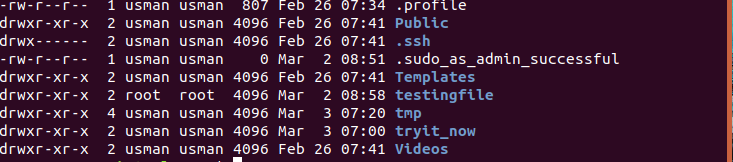 -rw-r--r-- 1 usman usman 807 Feb 26 07:34 .profile
drwxr-xr-x 2 usman usman 4096 Feb 26 07:41 Public
drwx------ 2 usman usman 4096 Feb 26 07:41 .ssh
-rw-r--r-- 1 usman usman 0 Mar 2 08:51 .sudo_as_admin_successful
drwxr-xr-x 2 usman usman 4096 Feb 26 07:41 Templates
drwxr-xr-x 2 root root 4096 Mar 2 08:58 testingfile
drwxr-xr-x 4 usman usman 4096 Mar 3 07:20 tmp
drwxr-xr-x 2 usman usman 4096 Mar 3 07:00 tryit_now
drwxr-xr-x 2 usman usman 4096 Feb 26 07:41 Videos